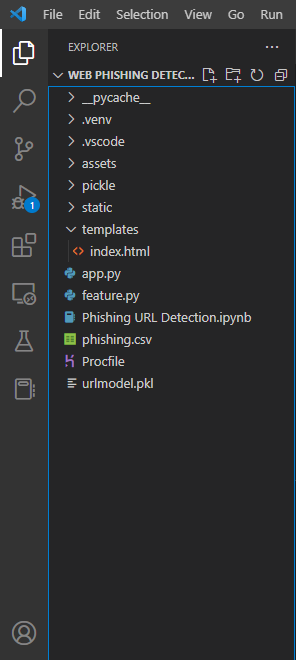 File Edit Selection View Go Run
EXPLORER
WEB PHISHING DETEC...
__pycache__
.venv
.vscode
assets
pickle
static
templates
index.html
app.py
feature.py
Phishing URL Detection.ipynb
phishing.csv
Procfile
urlmodel.pkl
1